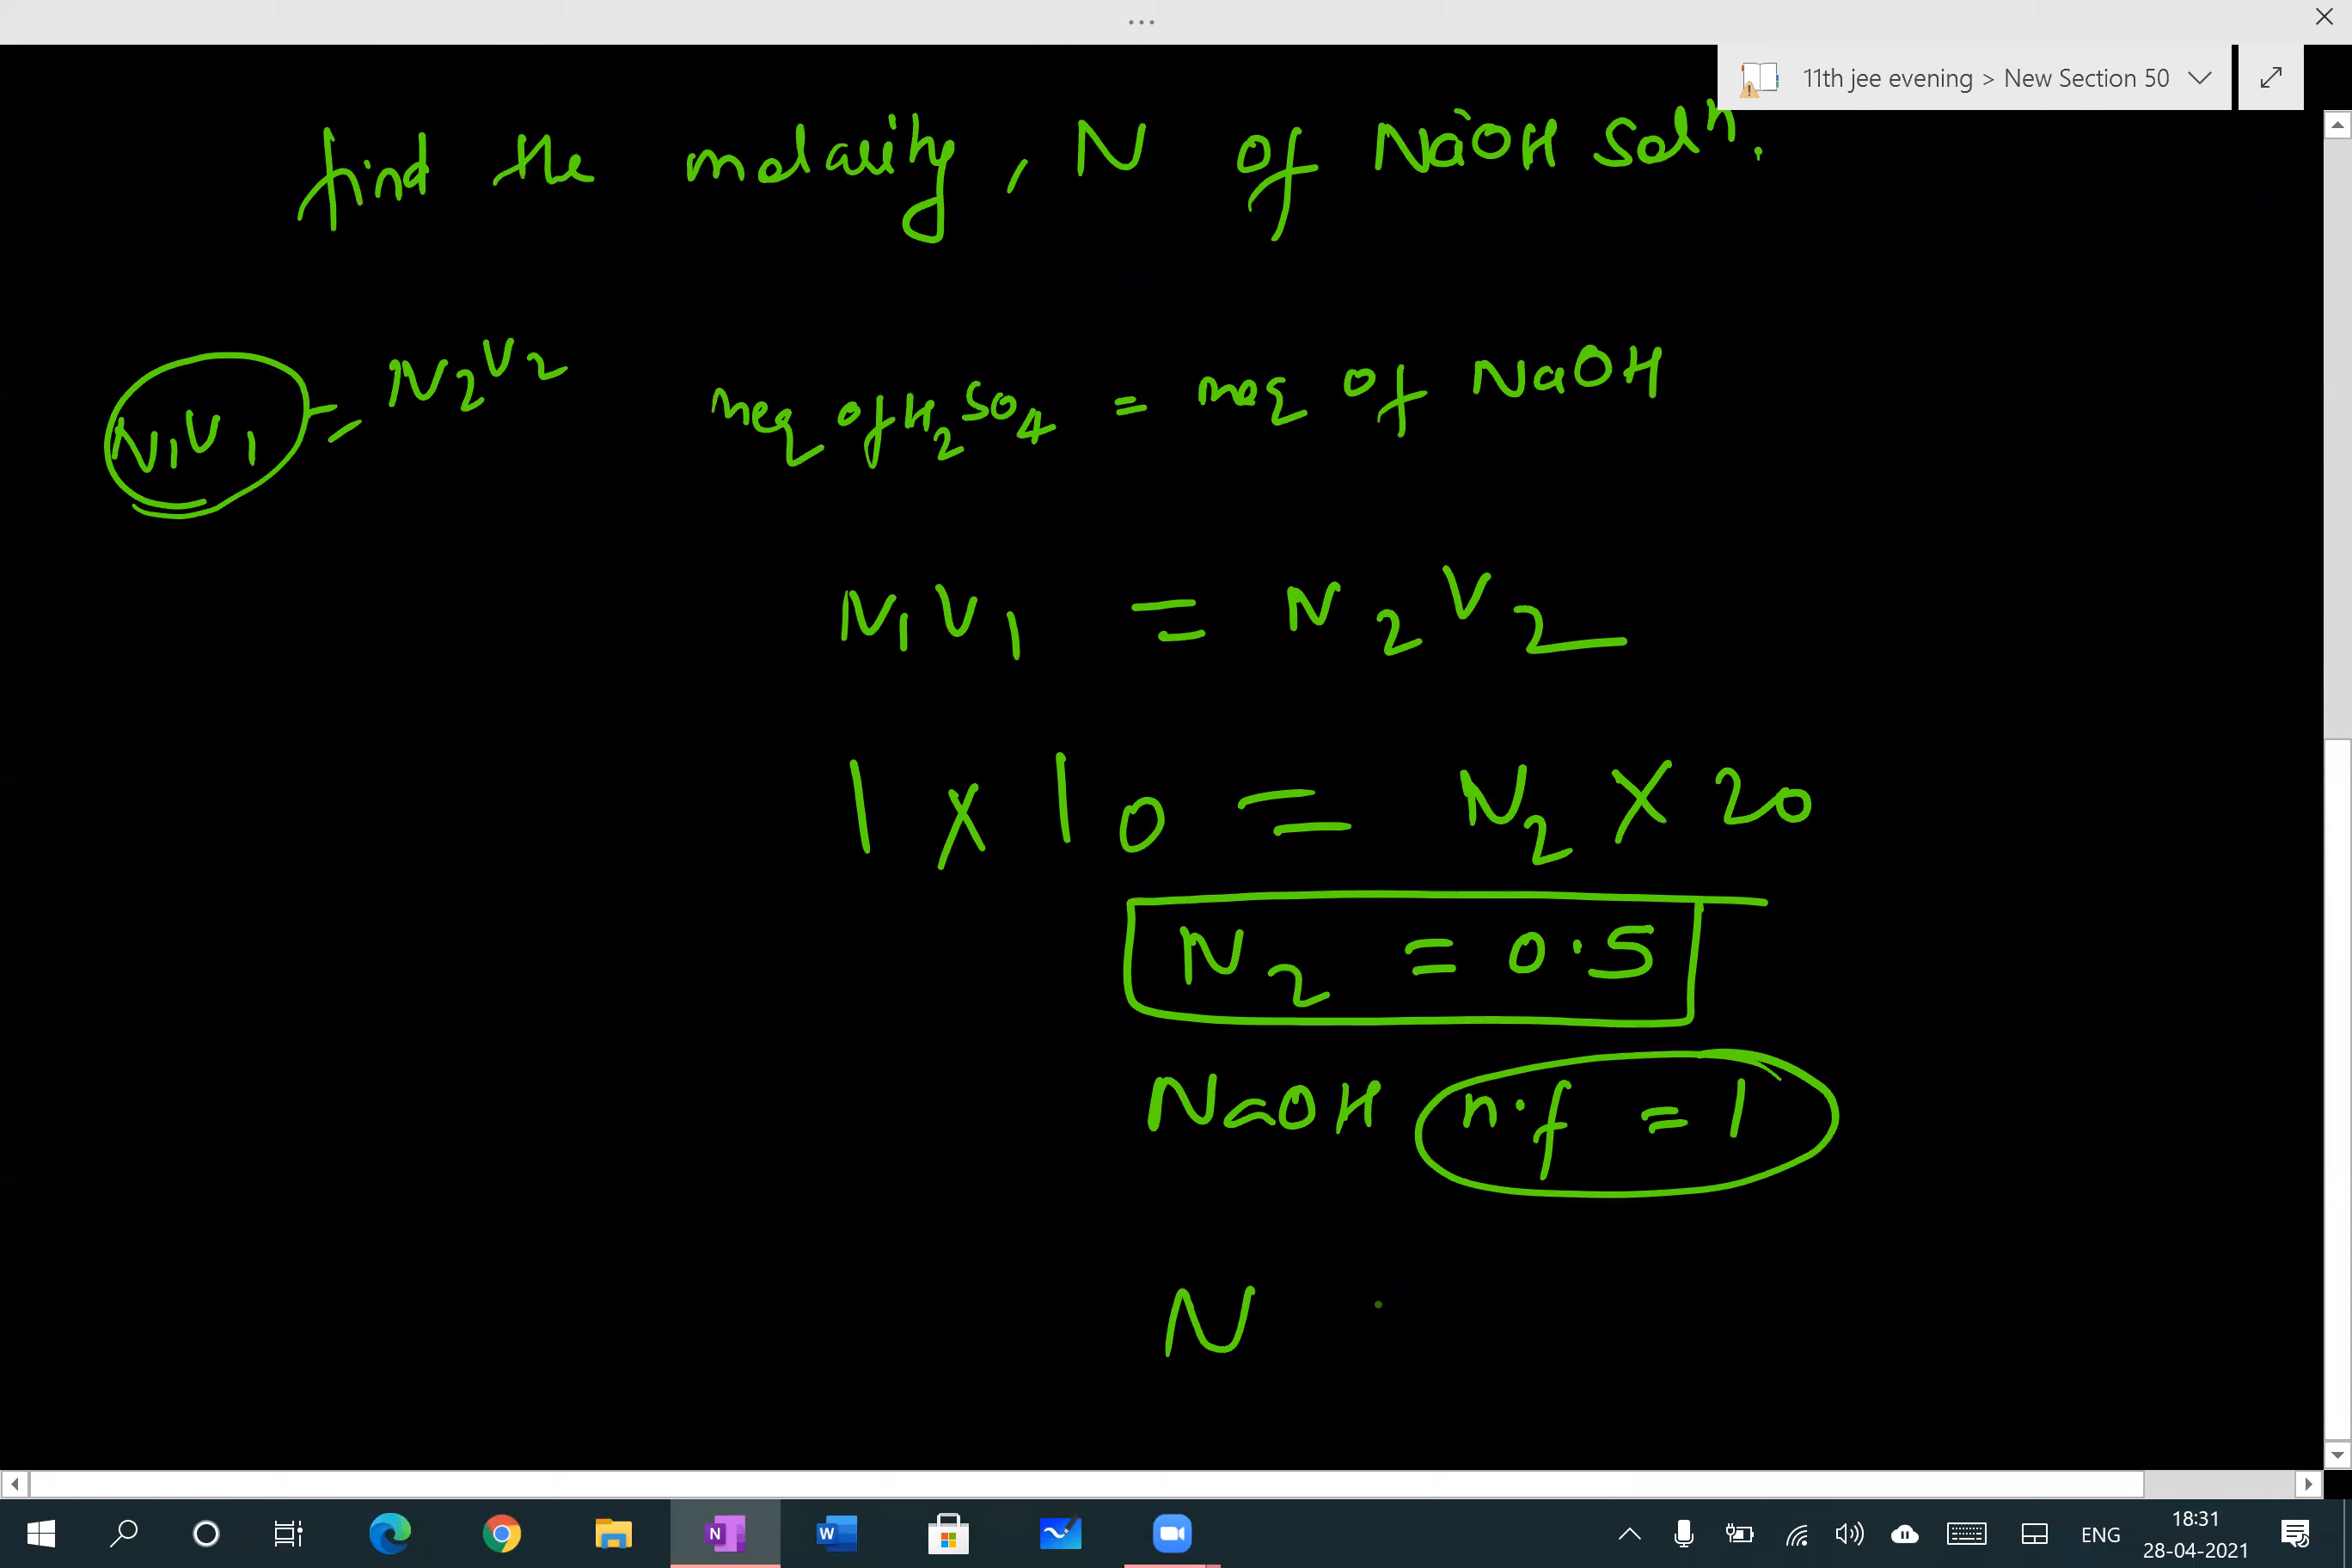 11th jee evening > New Section 50
find the molarity, N of NaOH Solⁿ.
N₁V₁ = N₂V₂
meq of H₂SO₄ = meq of NaOH
N₁V₁ = N₂V₂
1 × 10 = N₂ × 20
N₂ = 0.5
NaOH n.f = 1
N
ENG
18:31
28-04-2021